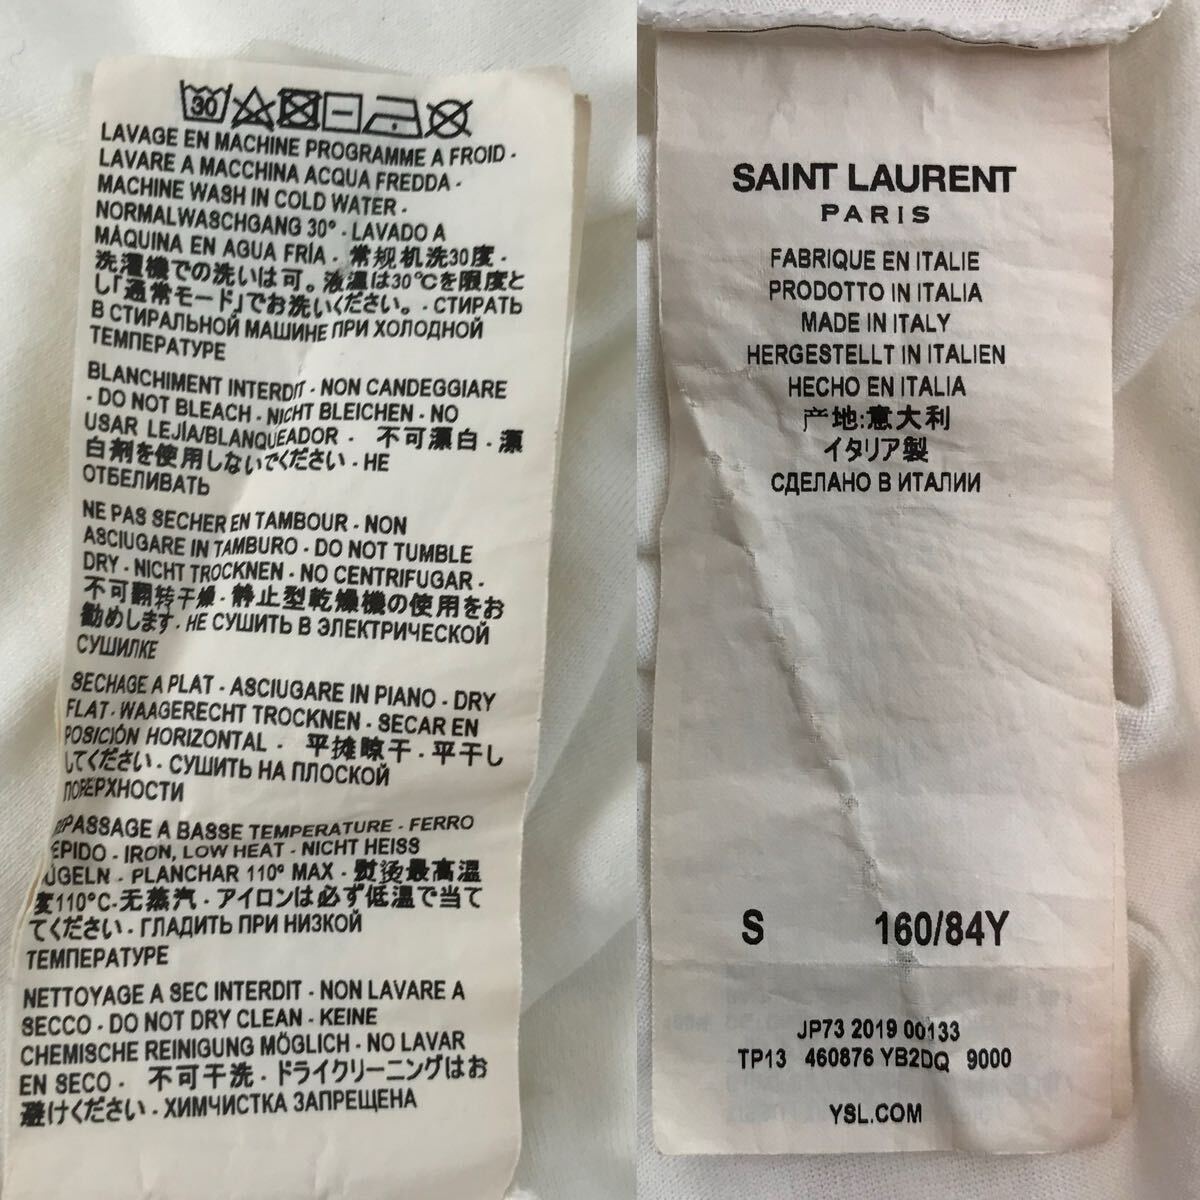 30
LAVAGE EN MACHINE PROGRAMME A FROID -
LAVARE A MACCHINA ACQUA FREDDA -
MACHINE WASH IN COLD WATER -
NORMALWASCHGANG 30° - LAVADO A
MÁQUINA EN AGUA FRÍA - 常规机洗30度 -
洗濯機での洗いは可。液温は30℃を限度と
し「通常モード」でお洗いください。- СТИРАТЬ
В СТИРАЛЬНОЙ МАШИНЕ ПРИ ХОЛОДНОЙ
ТЕМПЕРАТУРЕ
BLANCHIMENT INTERDIT - NON CANDEGGIARE
- DO NOT BLEACH - NICHT BLEICHEN - NO
USAR LEJÍA/BLANQUEADOR - 不可漂白 - 漂
白剤を使用しないでください - НЕ
ОТБЕЛИВАТЬ
NE PAS SECHER EN TAMBOUR - NON
ASCIUGARE IN TAMBURO - DO NOT TUMBLE
DRY - NICHT TROCKNEN - NO CENTRIFUGAR -
不可翻转干燥 - 静止型乾燥機の使用をお
勧めします - НЕ СУШИТЬ В ЭЛЕКТРИЧЕСКОЙ
СУШИЛКЕ
SECHAGE A PLAT - ASCIUGARE IN PIANO - DRY
FLAT - WAAGERECHT TROCKNEN - SECAR EN
POSICIÓN HORIZONTAL - 平摊晾干 - 平干し
してください - СУШИТЬ НА ПЛОСКОЙ
ПОВЕРХНОСТИ
REPASSAGE A BASSE TEMPERATURE - FERRO
TEPIDO - IRON, LOW HEAT - NICHT HEISS
BÜGELN - PLANCHAR 110° MAX - 熨烫最高温
度110°C-无蒸汽 - アイロンは必ず低温で当て
てください - ГЛАДИТЬ ПРИ НИЗКОЙ
ТЕМПЕРАТУРЕ
NETTOYAGE A SEC INTERDIT - NON LAVARE A
SECCO - DO NOT DRY CLEAN - KEINE
CHEMISCHE REINIGUNG MÖGLICH - NO LAVAR
EN SECO - 不可干洗 - ドライクリーニングはお
避けください - ХИМЧИСТКА ЗАПРЕЩЕНА
SAINT LAURENT
PARIS
FABRIQUE EN ITALIE
PRODOTTO IN ITALIA
MADE IN ITALY
HERGESTELLT IN ITALIEN
HECHO EN ITALIA
产地:意大利
イタリア製
СДЕЛАНО В ИТАЛИИ
S 160/84Y
JP73 2019 00133
TP13 460876 YB2DQ 9000
YSL.COM